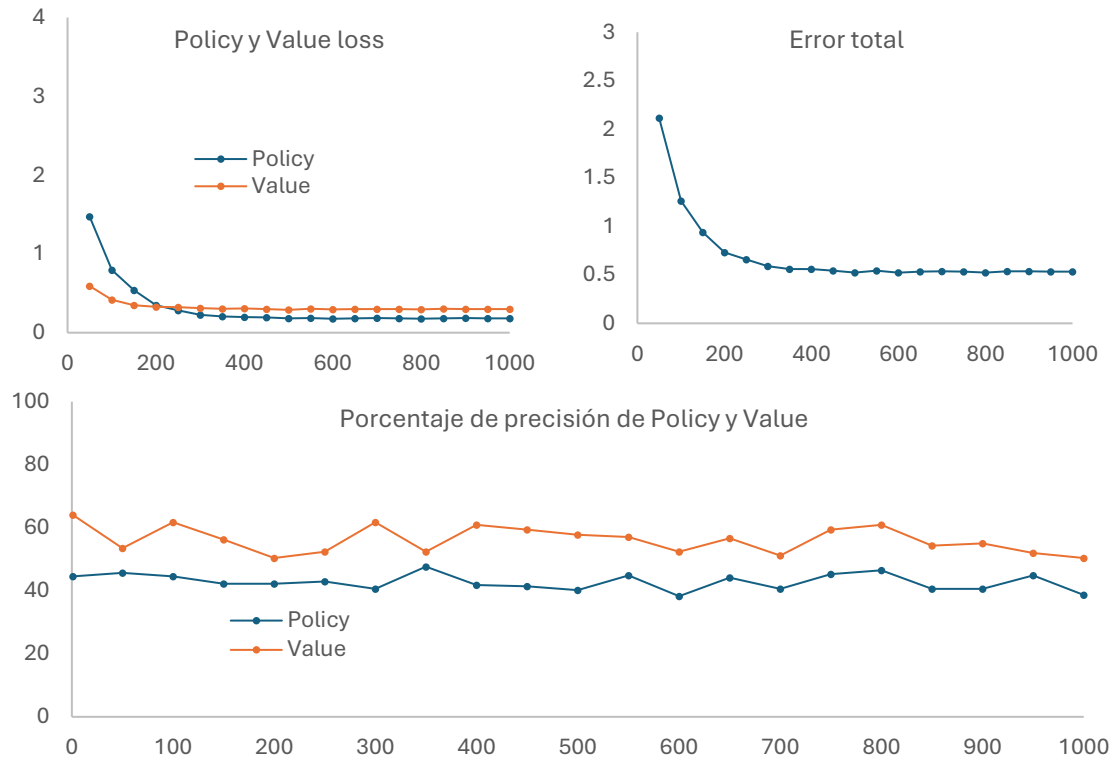 Policy y Value loss
4
3
2
1
0
Policy
Value
0 200 400 600 800 1000
Error total
3
2.5
2
1.5
1
0.5
0
0 200 400 600 800 1000
Porcentaje de precisión de Policy y Value
100
80
60
40
20
0
Policy
Value
0 100 200 300 400 500 600 700 800 900 1000